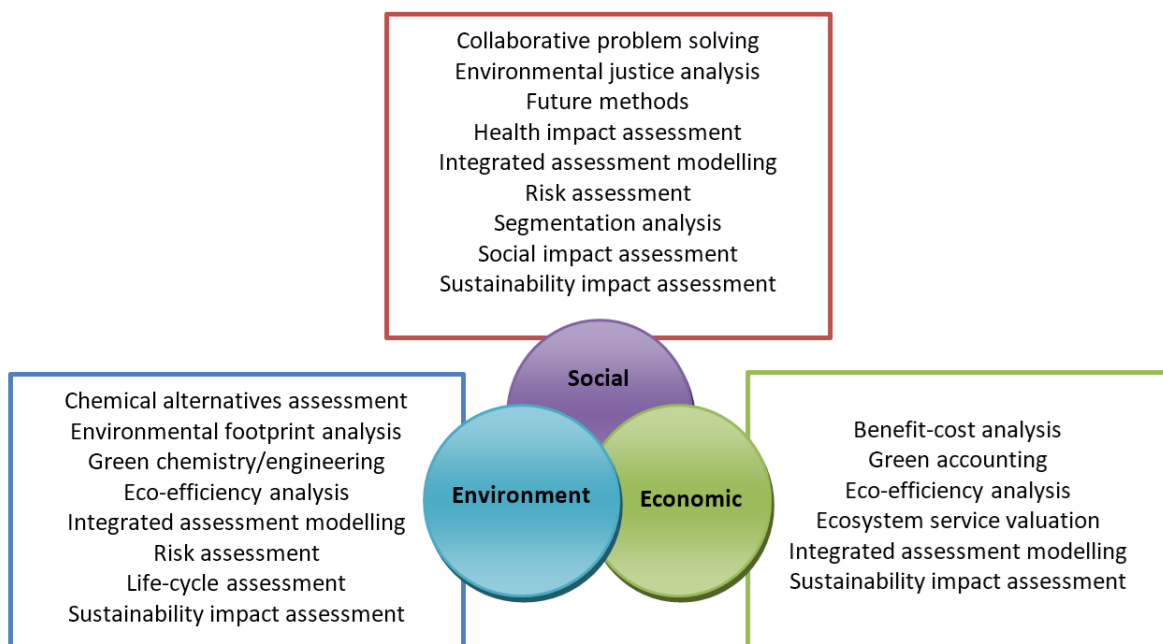 Collaborative problem solving
Environmental justice analysis
Future methods
Health impact assessment
Integrated assessment modelling
Risk assessment
Segmentation analysis
Social impact assessment
Sustainability impact assessment
Social
Environment
Economic
Chemical alternatives assessment
Environmental footprint analysis
Green chemistry/engineering
Eco-efficiency analysis
Integrated assessment modelling
Risk assessment
Life-cycle assessment
Sustainability impact assessment
Benefit-cost analysis
Green accounting
Eco-efficiency analysis
Ecosystem service valuation
Integrated assessment modelling
Sustainability impact assessment